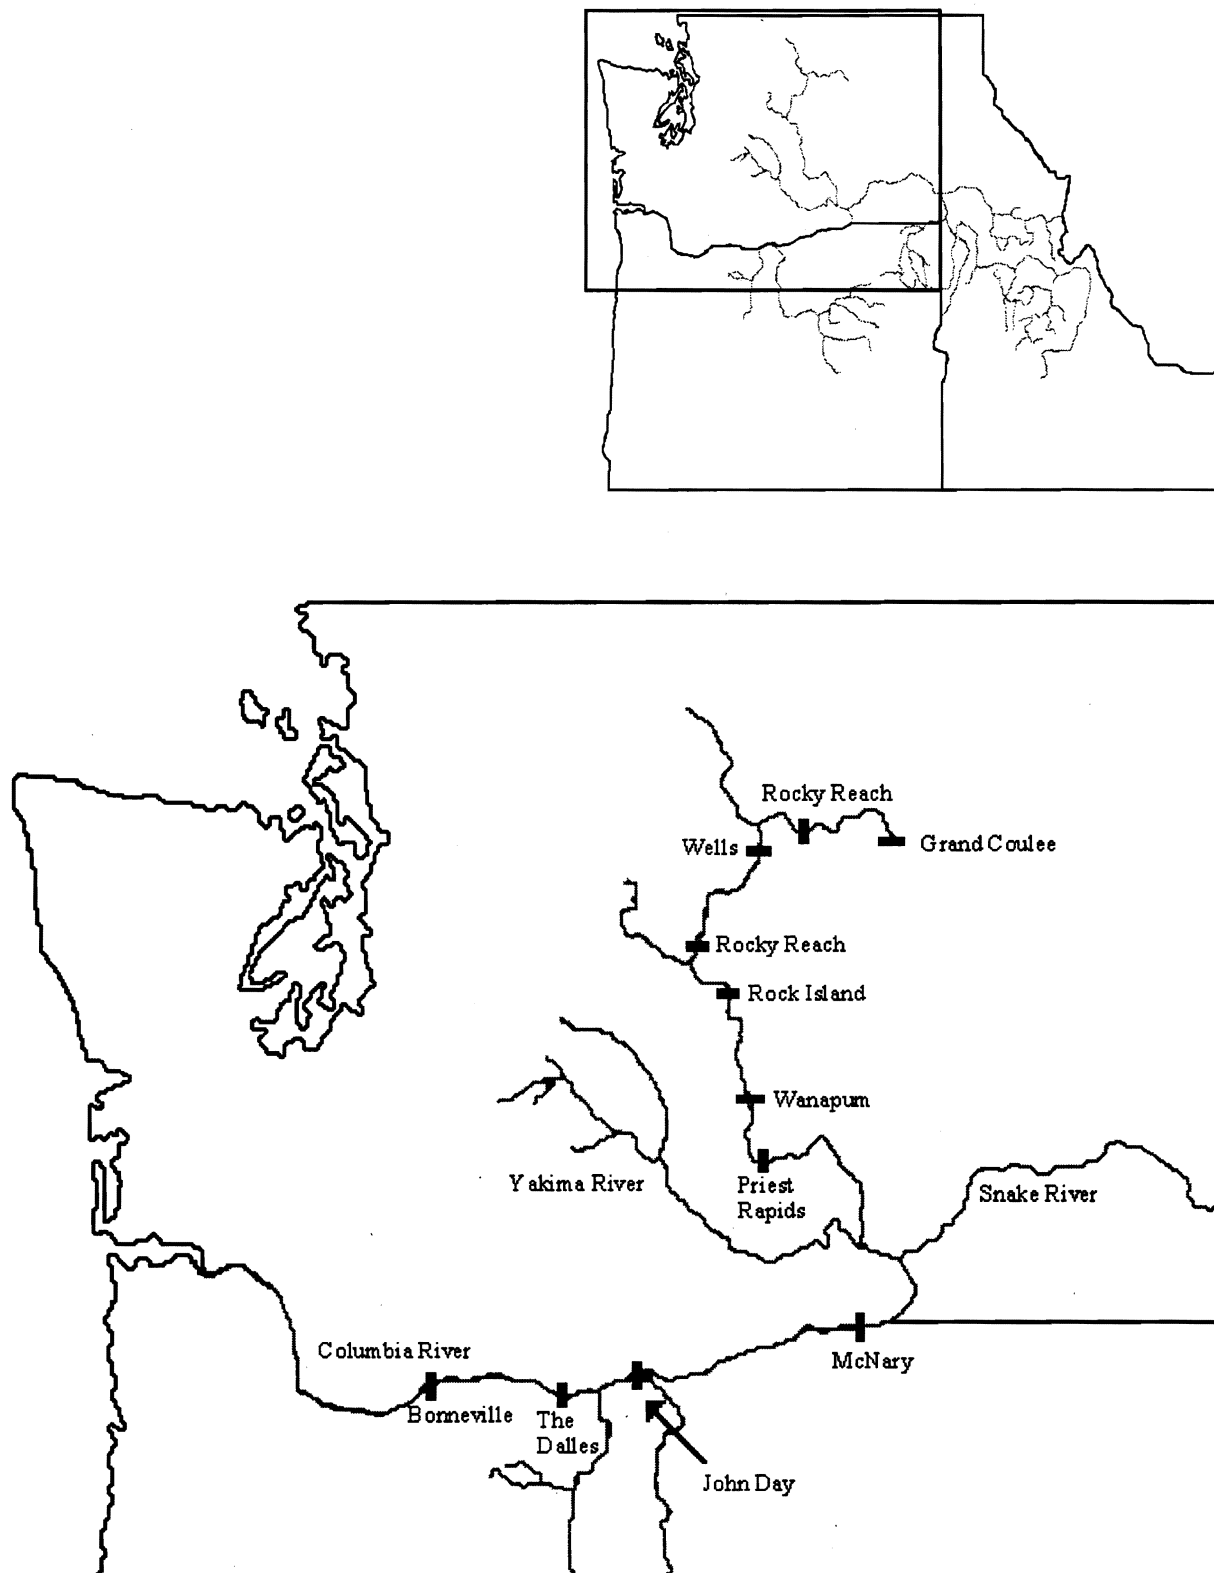 Rocky Reach
Wells
Grand Coulee
Rocky Reach
Rock Island
Wanapum
Yakima River
Priest
Rapids
Snake River
Columbia River
McNary
Bonneville
The
Dalles
John Day